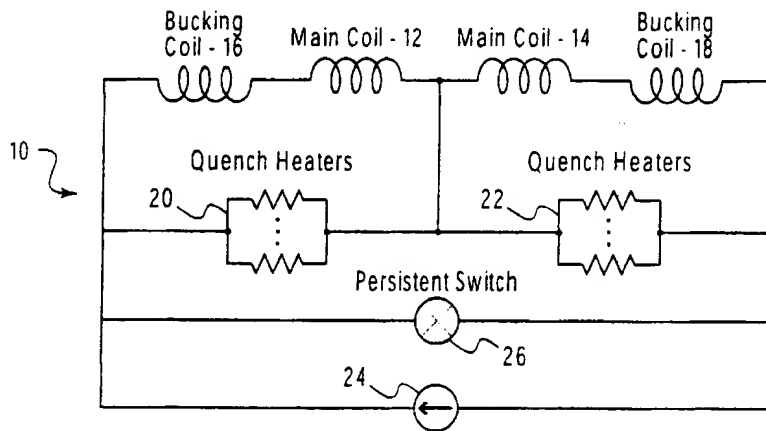 Bucking
Coil - 16
Main Coil - 12
Main Coil - 14
Bucking
Coil - 18
10
Quench Heaters
Quench Heaters
20
22
Persistent Switch
26
24